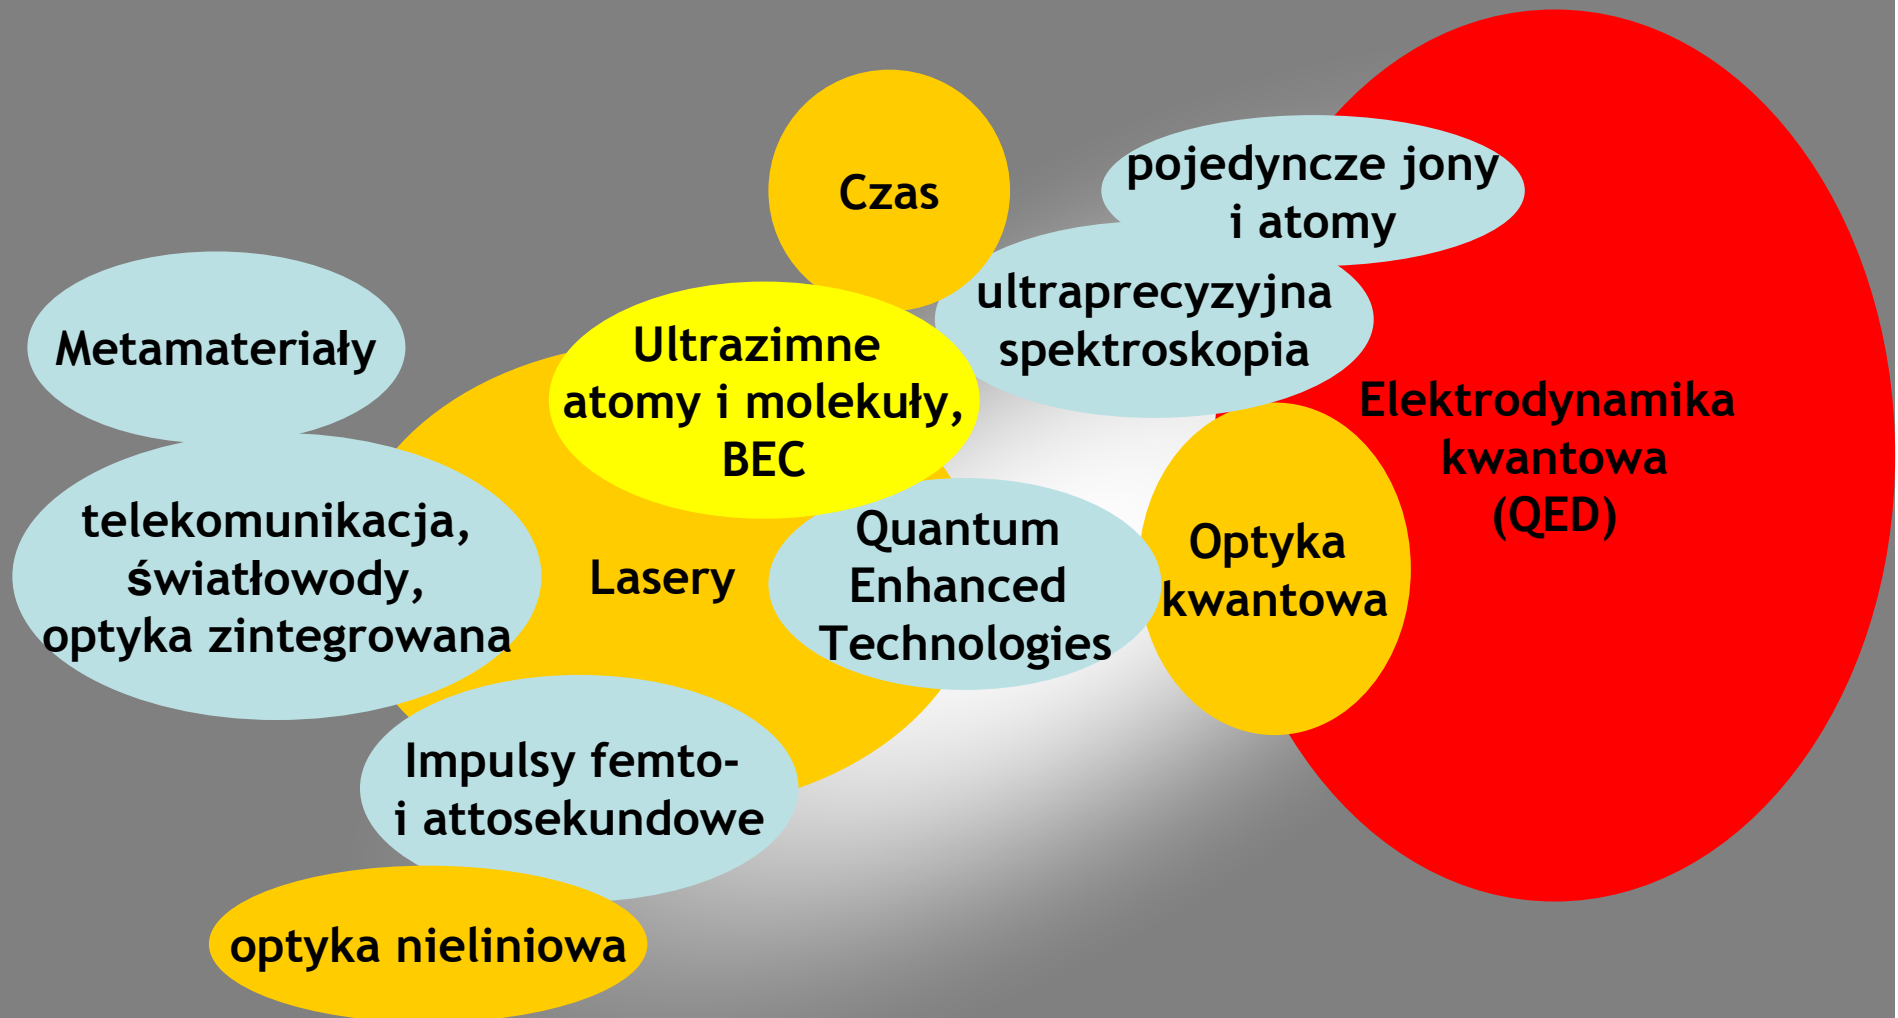 Czas
pojedyncze jony
i atomy
ultraprecyzyjna
spektroskopia
Metamateriały
Ultrazimne
atomy i molekuły,
BEC
Elektrodynamika
kwantowa
(QED)
telekomunikacja,
światłowody,
optyka zintegrowana
Lasery
Quantum
Enhanced
Technologies
Optyka
kwantowa
Impulsy femto-
i attosekundowe
optyka nieliniowa